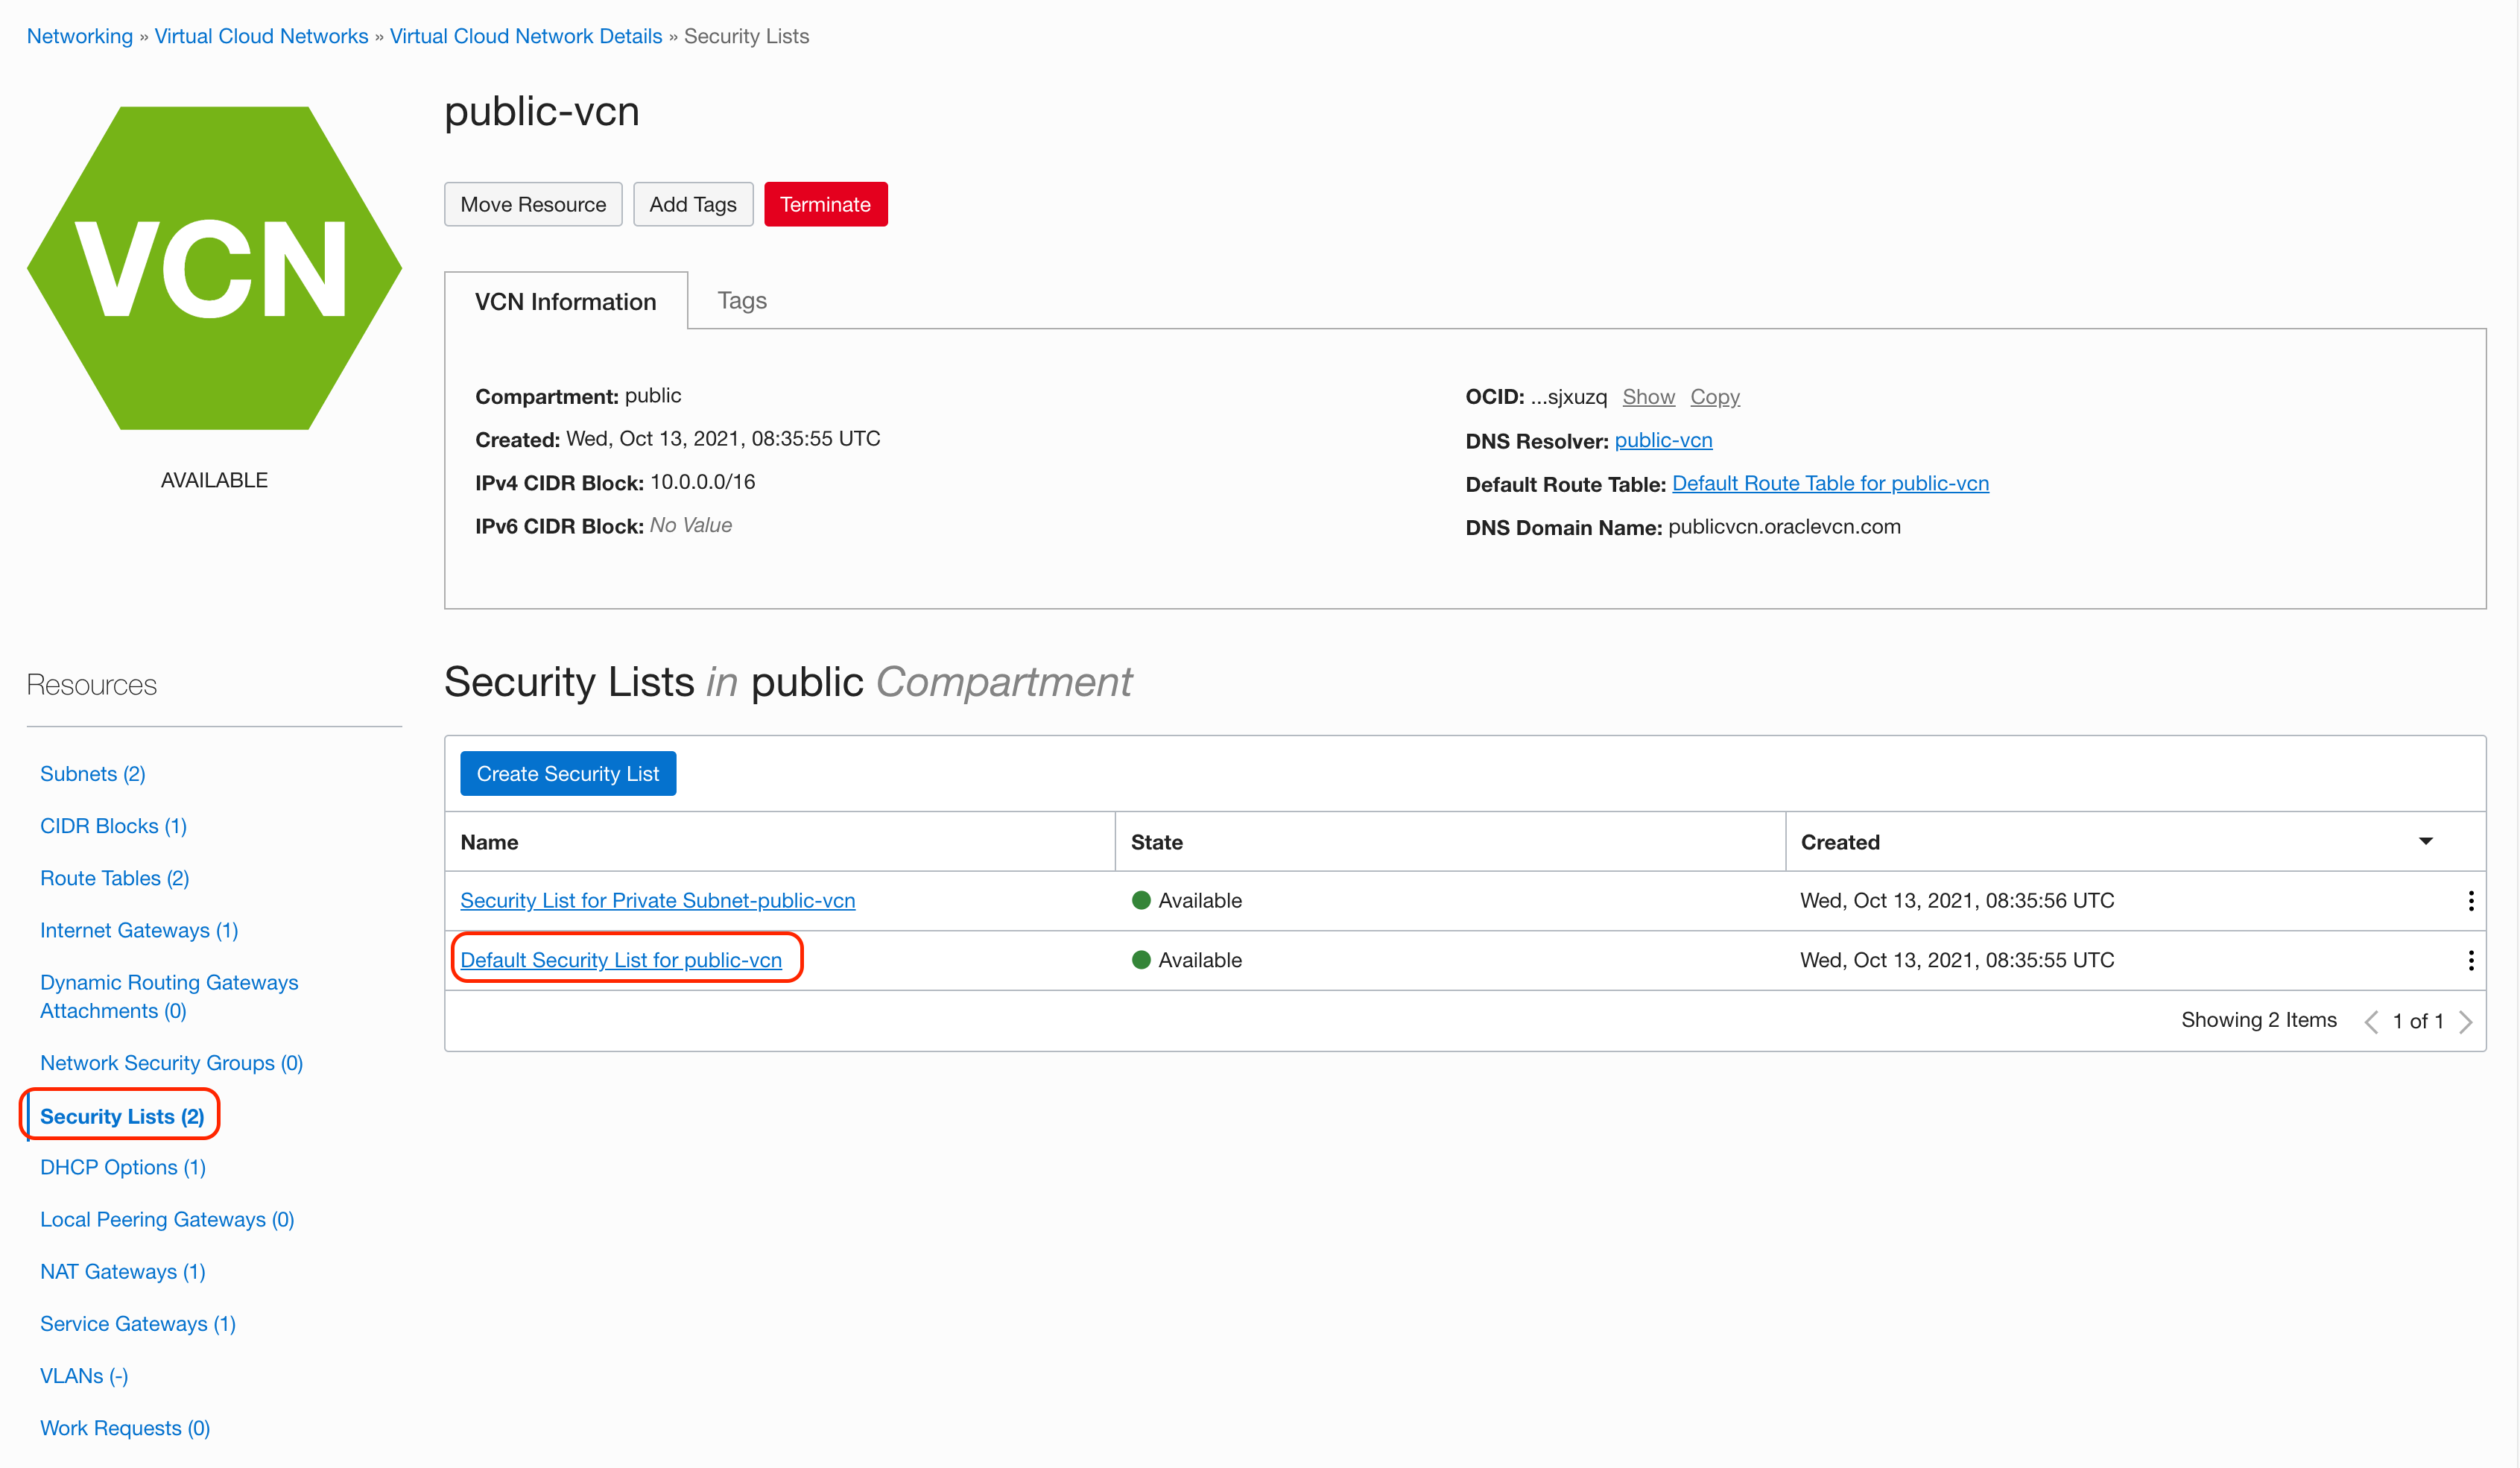 Networking » Virtual Cloud Networks » Virtual Cloud Network Details » Security Lists
VCN
AVAILABLE
public-vcn
Move Resource Add Tags Terminate
VCN Information Tags
Compartment: public
Created: Wed, Oct 13, 2021, 08:35:55 UTC
IPv4 CIDR Block: 10.0.0.0/16
IPv6 CIDR Block: No Value
OCID: ...sjxuzq Show Copy
DNS Resolver: public-vcn
Default Route Table: Default Route Table for public-vcn
DNS Domain Name: publicvcn.oraclevcn.com
Resources
Subnets (2)
CIDR Blocks (1)
Route Tables (2)
Internet Gateways (1)
Dynamic Routing Gateways
Attachments (0)
Network Security Groups (0)
Security Lists (2)
DHCP Options (1)
Local Peering Gateways (0)
NAT Gateways (1)
Service Gateways (1)
VLANs (-)
Work Requests (0)
Security Lists in public Compartment
Create Security List
Name State Created
Security List for Private Subnet-public-vcn Available Wed, Oct 13, 2021, 08:35:56 UTC
Default Security List for public-vcn Available Wed, Oct 13, 2021, 08:35:55 UTC
Showing 2 Items 1 of 1